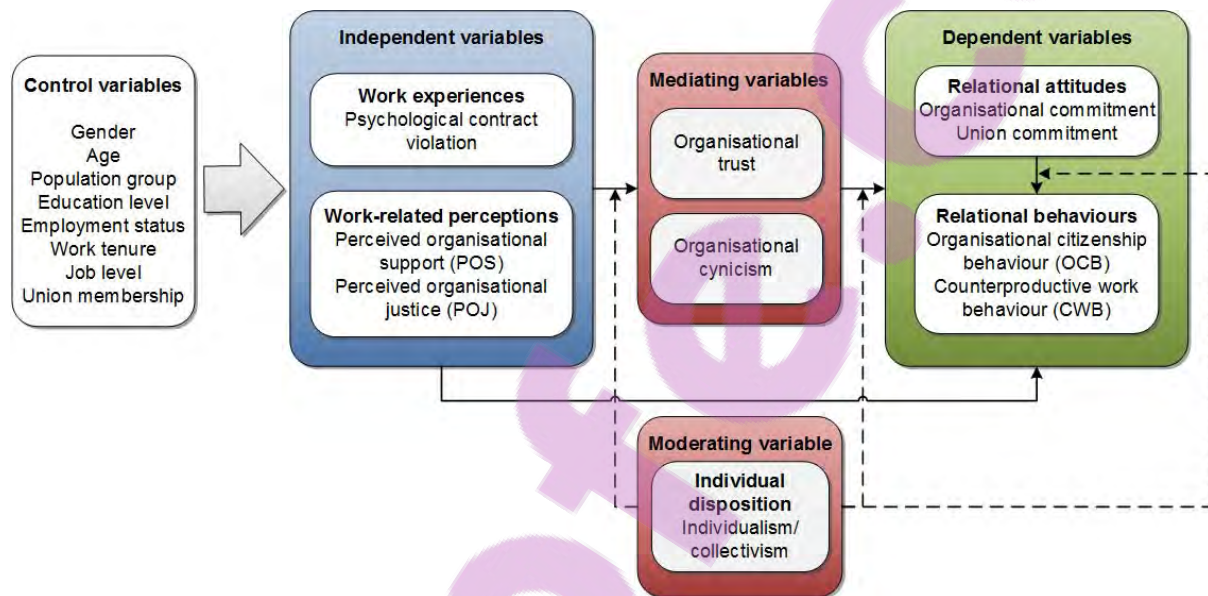 Control variables
Gender
Age
Population group
Education level
Employment status
Work tenure
Job level
Union membership
Independent variables
Work experiences
Psychological contract
violation
Work-related perceptions
Perceived organisational
support (POS)
Perceived organisational
justice (POJ)
Mediating variables
Organisational
trust
Organisational
cynicism
Moderating variable
Individual
disposition
Individualism/
collectivism
Dependent variables
Relational attitudes
Organisational commitment
Union commitment
Relational behaviours
Organisational citizenship
behaviour (OCB)
Counterproductive work
behaviour (CWB)